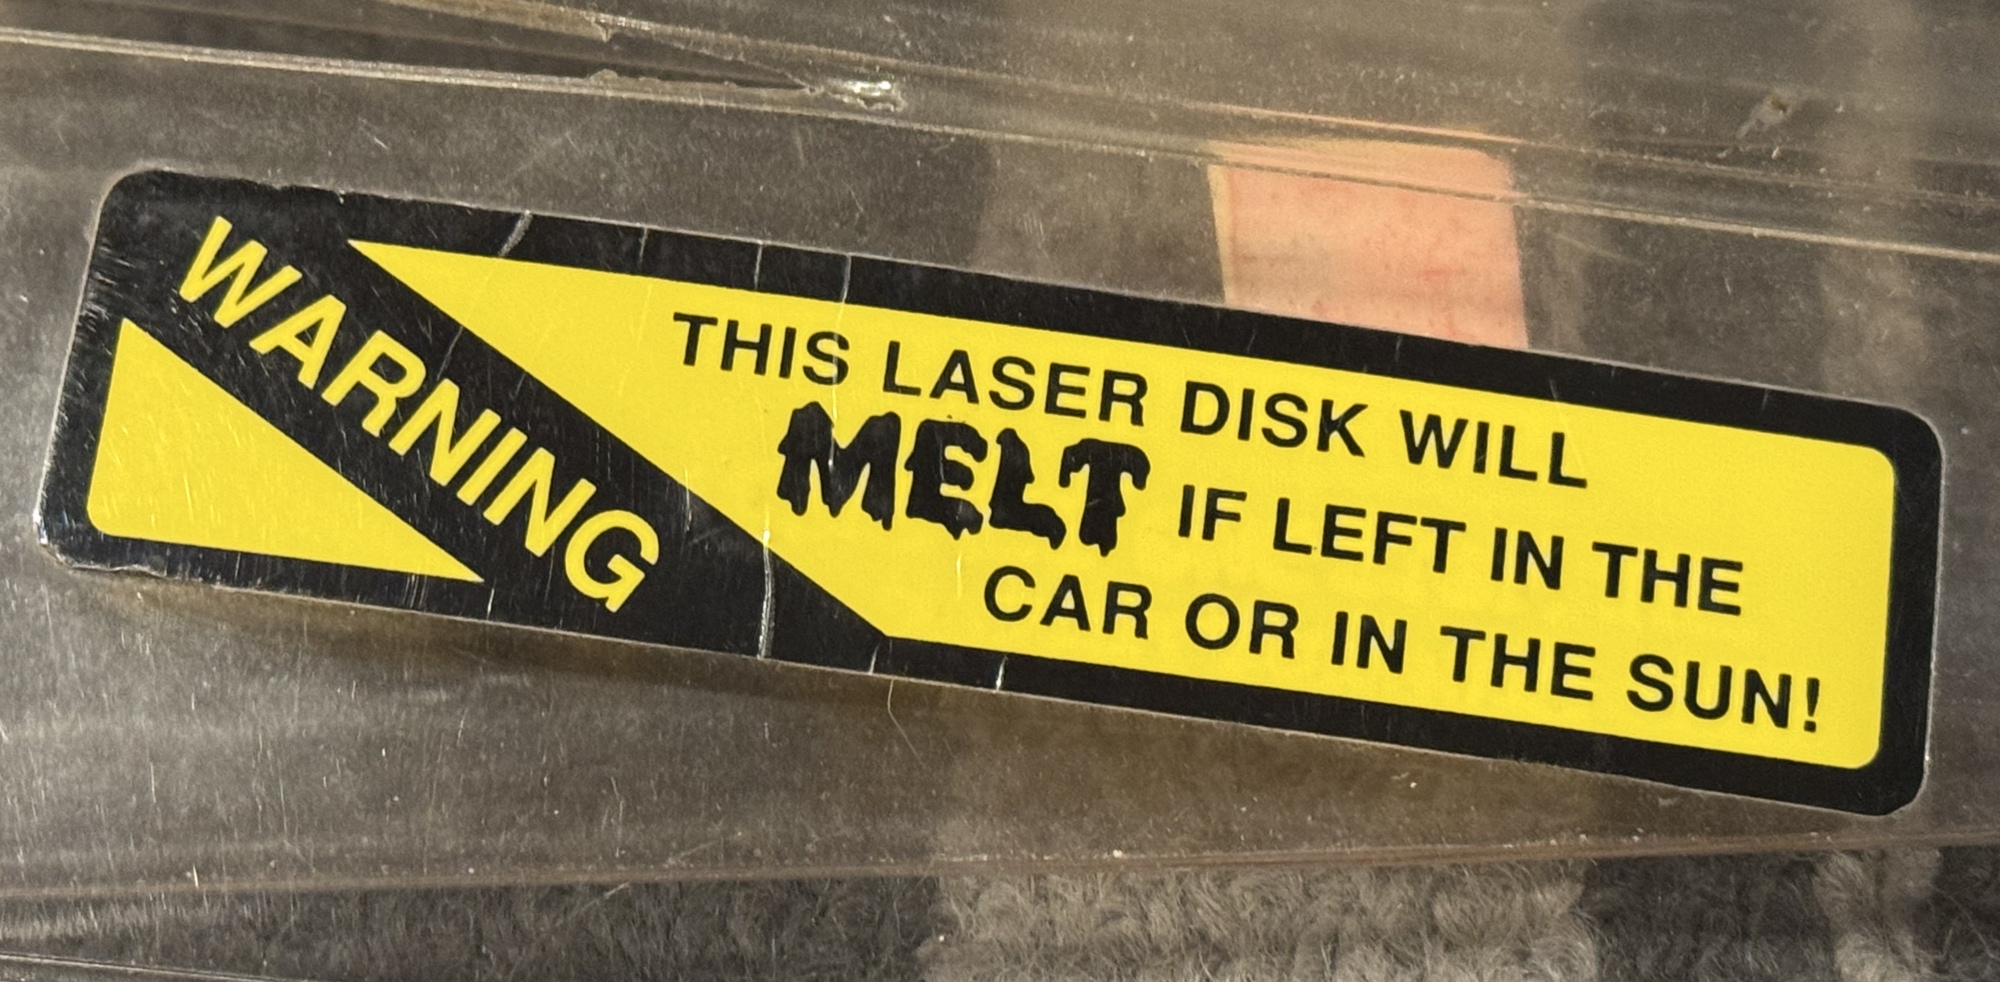 WARNING
THIS LASER DISK WILL
MELT IF LEFT IN THE
CAR OR IN THE SUN!